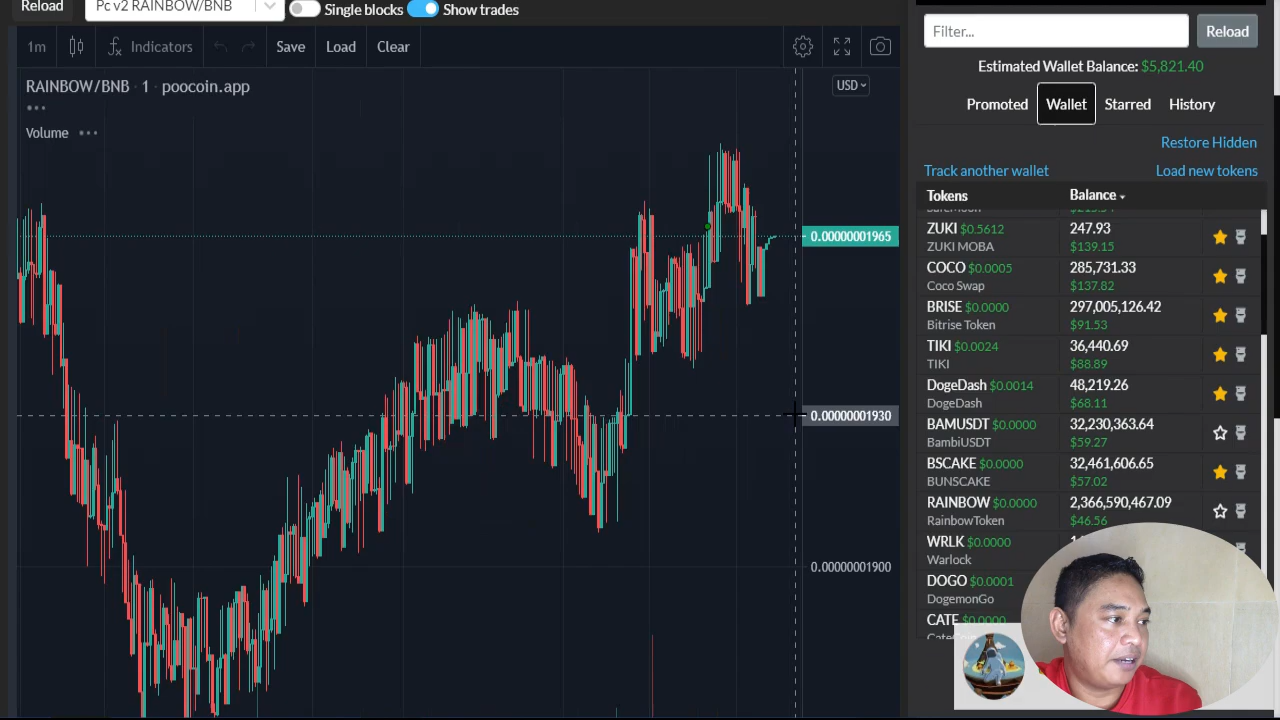 Reload
Pc v2 RAINBOW/BNB
Single blocks
Show trades
1m
Indicators
Save
Load
Clear
RAINBOW/BNB · 1 · poocoin.app
USD
Volume
0.00000001965
0.00000001930
0.00000001900
Filter...
Reload
Estimated Wallet Balance: $5,821.40
Promoted
Wallet
Starred
History
Restore Hidden
Track another wallet
Load new tokens
Tokens
Balance
ZUKI $0.5612 247.93
ZUKI MOBA $139.15
COCO $0.0005 285,731.33
Coco Swap $137.82
BRISE $0.0000 297,005,126.42
Bitrise Token $91.53
TIKI $0.0024 36,440.69
TIKI $88.89
DogeDash $0.0014 48,219.26
DogeDash $68.11
BAMUSDT $0.0000 32,230,363.64
BambiUSDT $59.27
BSCAKE $0.0000 32,461,606.65
BUNSCAKE $57.02
RAINBOW $0.0000 2,366,590,467.09
RainbowToken $46.56
WRLK $0.0000
Warlock
DOGO $0.0001
DogemonGo
CATE $0.0000